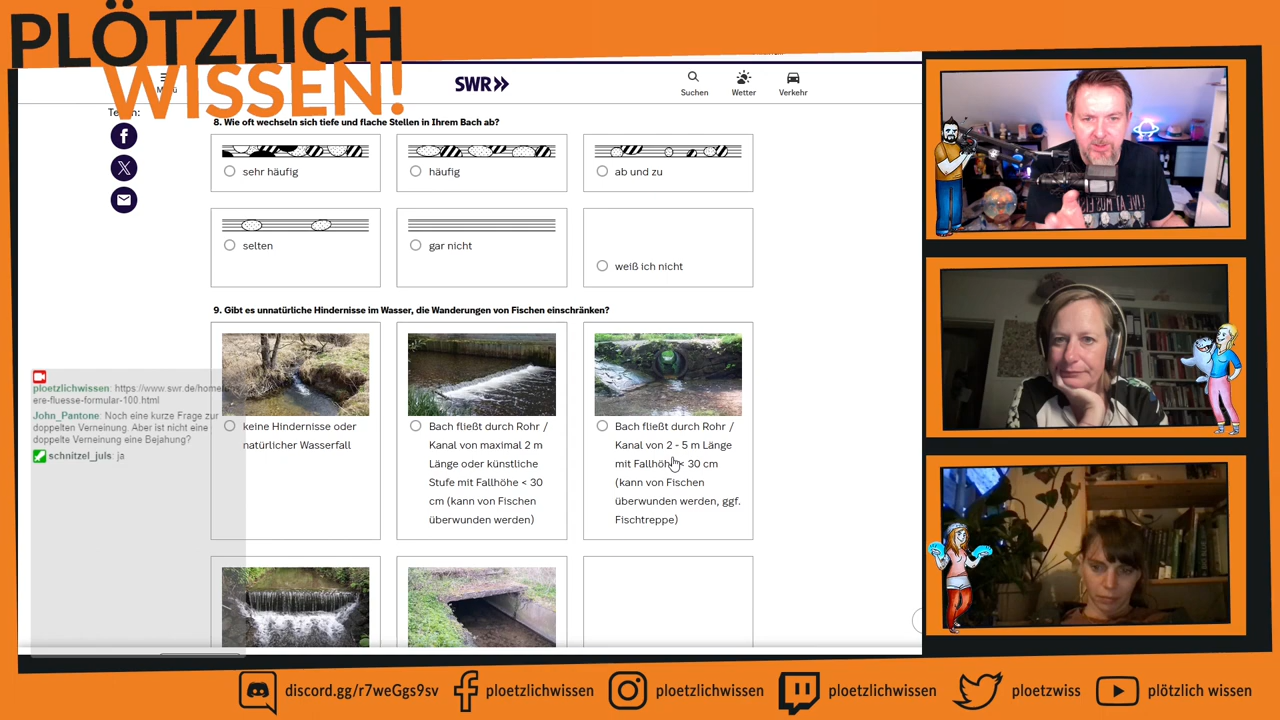 PLÖTZLICH
WISSEN!
SWR
Suchen
Wetter
Verkehr
8. Wie oft wechseln sich tiefe und flache Stellen in Ihrem Bach ab?
sehr häufig
häufig
ab und zu
selten
gar nicht
weiß ich nicht
9. Gibt es unnatürliche Hindernisse im Wasser, die Wanderungen von Fischen einschränken?
keine Hindernisse oder
natürlicher Wasserfall
Bach fließt durch Rohr /
Kanal von maximal 2 m
Länge oder künstliche
Stufe mit Fallhöhe < 30
cm (kann von Fischen
überwunden werden)
Bach fließt durch Rohr /
Kanal von 2 - 5 m Länge
mit Fallhöhe < 30 cm
(kann von Fischen
überwunden werden, ggf.
Fischtreppe)
ploetzlichwissen: https://www.swr.de/home/
ere-fluesse-formular-100.html
John_Pantone: Noch eine kurze Frage zur
doppelten Verneinung. Aber ist nicht eine
doppelte Verneinung eine Bejahung?
schnitzel_juls: ja
discord.gg/r7weGgs9sv
ploetzlichwissen
ploetzlichwissen
ploetzlichwissen
ploetzwiss
plötzlich wissen